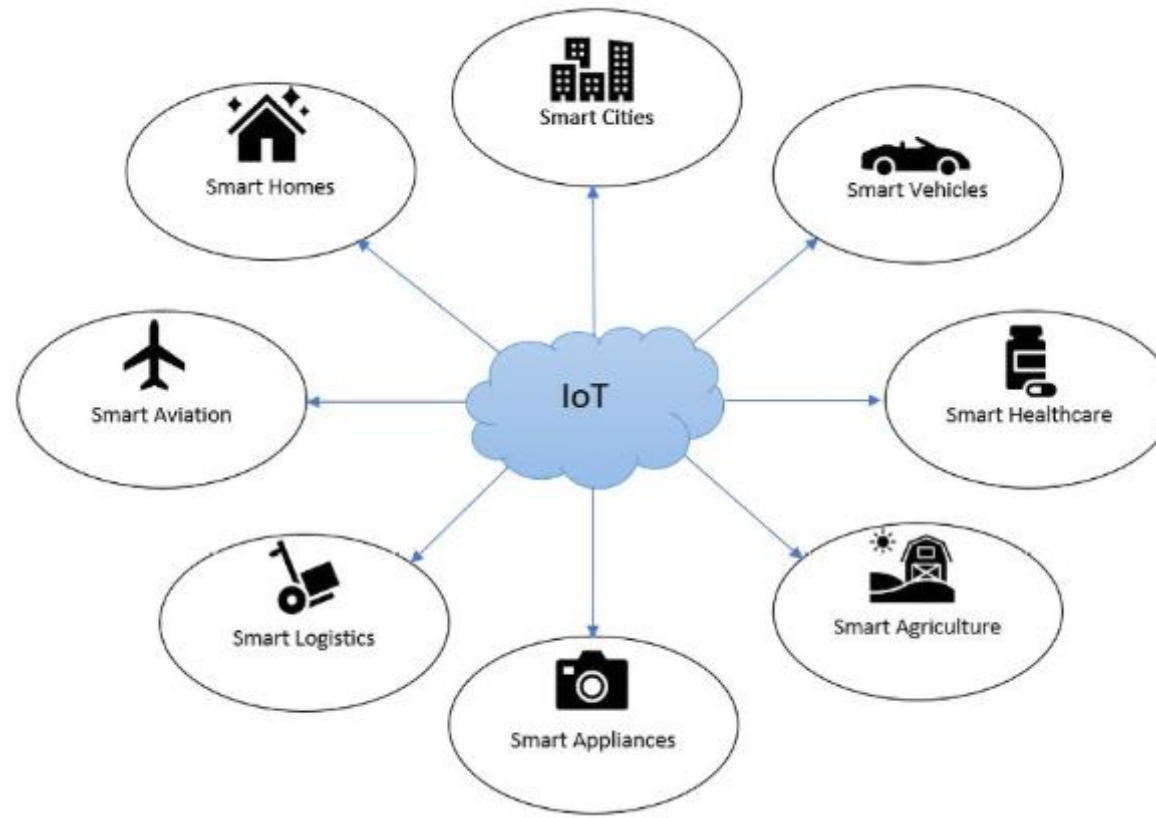 Smart Cities
Smart Homes
Smart Vehicles
IoT
Smart Aviation
Smart Healthcare
Smart Logistics
Smart Agriculture
Smart Appliances